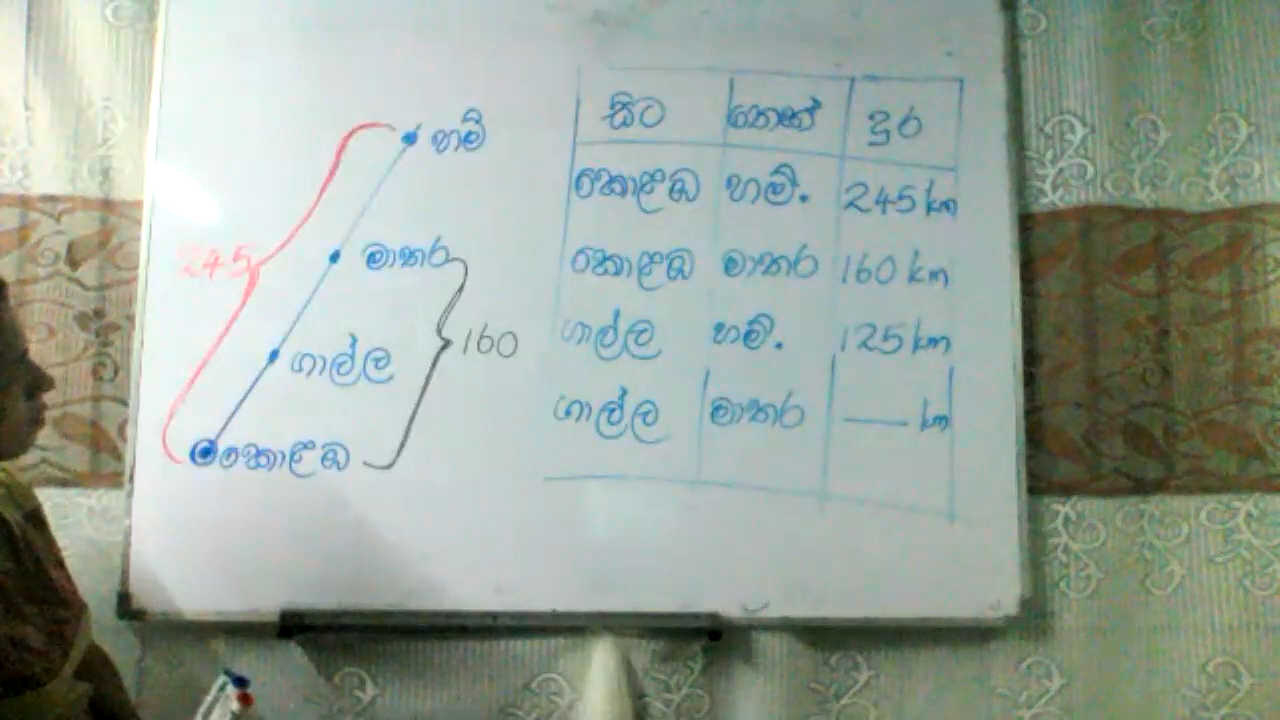 හම්
මාතර
245
160
ගාල්ල
කොළඹ
සිට තෙක් දුර
කොළඹ හම්. 245 km
කොළඹ මාතර 160 km
ගාල්ල හම්. 125 km
ගාල්ල මාතර — km